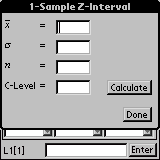 1-Sample Z-Interval
x̄ =
σ =
n =
C-Level =
Calculate
Done
L1[1]
Enter